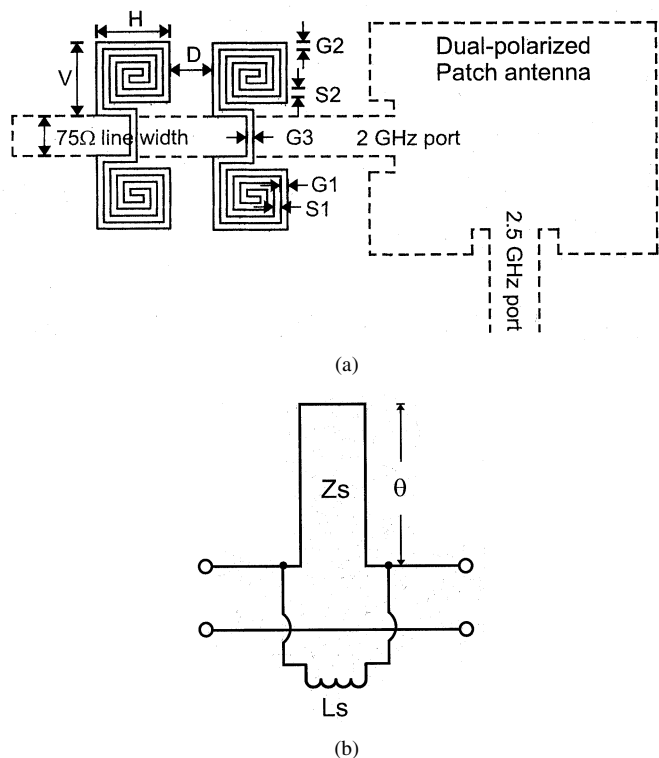 H
D
G2
V
S2
Dual-polarized
Patch antenna
75Ω line width
G3
2 GHz port
G1
S1
2.5 GHz port
(a)
Zs
θ
Ls
(b)